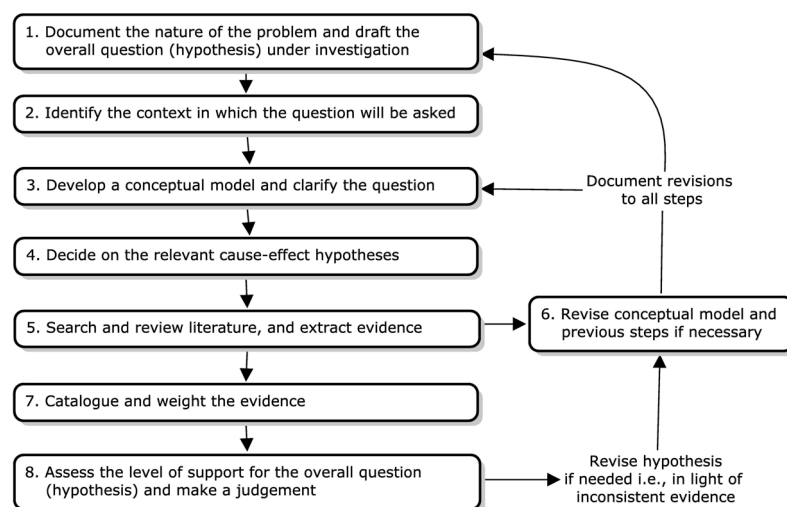 1. Document the nature of the problem and draft the
overall question (hypothesis) under investigation
2. Identify the context in which the question will be asked
3. Develop a conceptual model and clarify the question
Document revisions
to all steps
4. Decide on the relevant cause-effect hypotheses
5. Search and review literature, and extract evidence
6. Revise conceptual model and
previous steps if necessary
7. Catalogue and weight the evidence
8. Assess the level of support for the overall question
(hypothesis) and make a judgement
Revise hypothesis
if needed i.e., in light of
inconsistent evidence